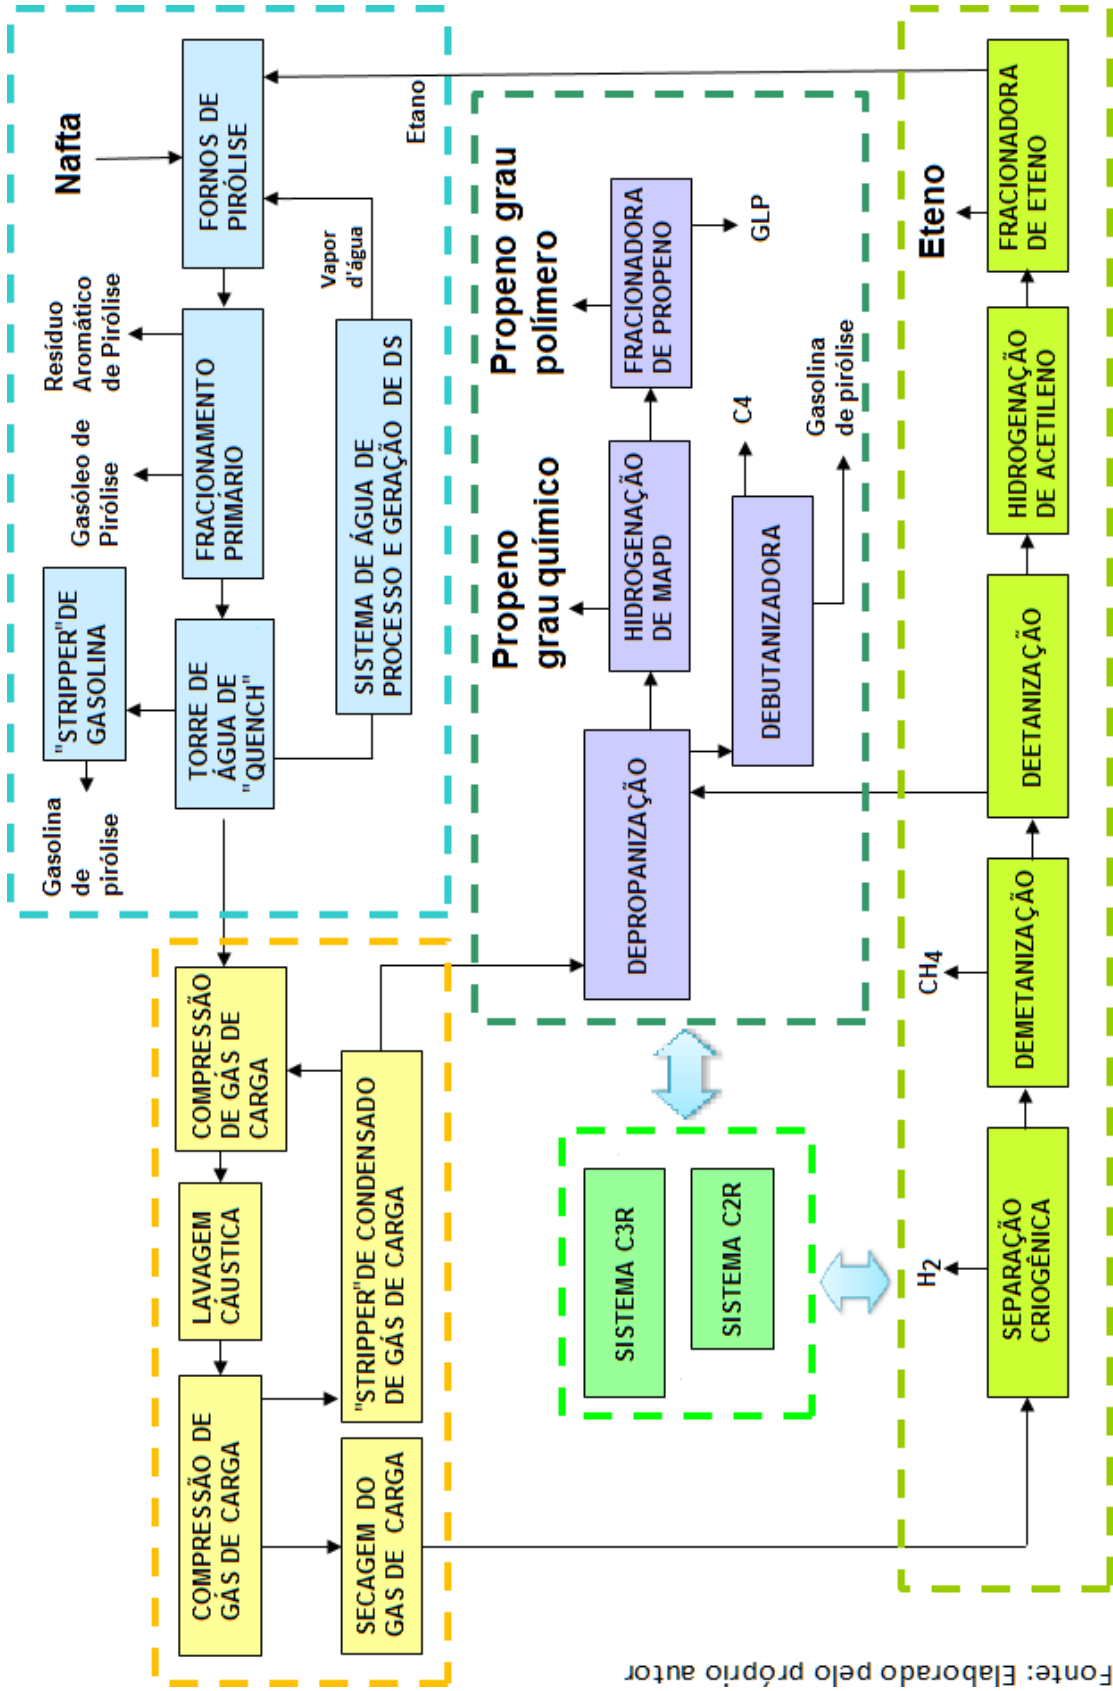 Nafta
FORNOS DE
PIRÓLISE
Etano
Vapor
d'água
Resíduo
Aromático
de Pirólise
Gasóleo de
Pirólise
FRACIONAMENTO
PRIMÁRIO
"STRIPPER"DE
GASOLINA
TORRE DE
ÁGUA DE
"QUENCH"
SISTEMA DE ÁGUA DE
PROCESSO E GERAÇÃO DE DS
Gasolina
de
pirólise
COMPRESSÃO
DE GÁS DE
CARGA
LAVAGEM
CÁUSTICA
COMPRESSÃO DE
GÁS DE CARGA
"STRIPPER"DE CONDENSADO
DE GÁS DE CARGA
SECAGEM DO
GAS DE CARGA
Propeno grau
polímero
FRACIONADORA
DE PROPENO
GLP
Propeno
grau químico
HIDROGENAÇÃO
DE MAPD
C4
DEBUTANIZADORA
Gasolina
de pirólise
DEPROPANIZAÇÃO
SISTEMA C3R
SISTEMA C2R
Eteno
FRACIONADORA
DE ETENO
HIDROGENAÇÃO
DE ACETILENO
DEETANIZAÇÃO
CH4
DEMETANIZAÇÃO
H2
SEPARAÇÃO
CRIOGÊNICA
Fonte: Elaborado pelo próprio autor